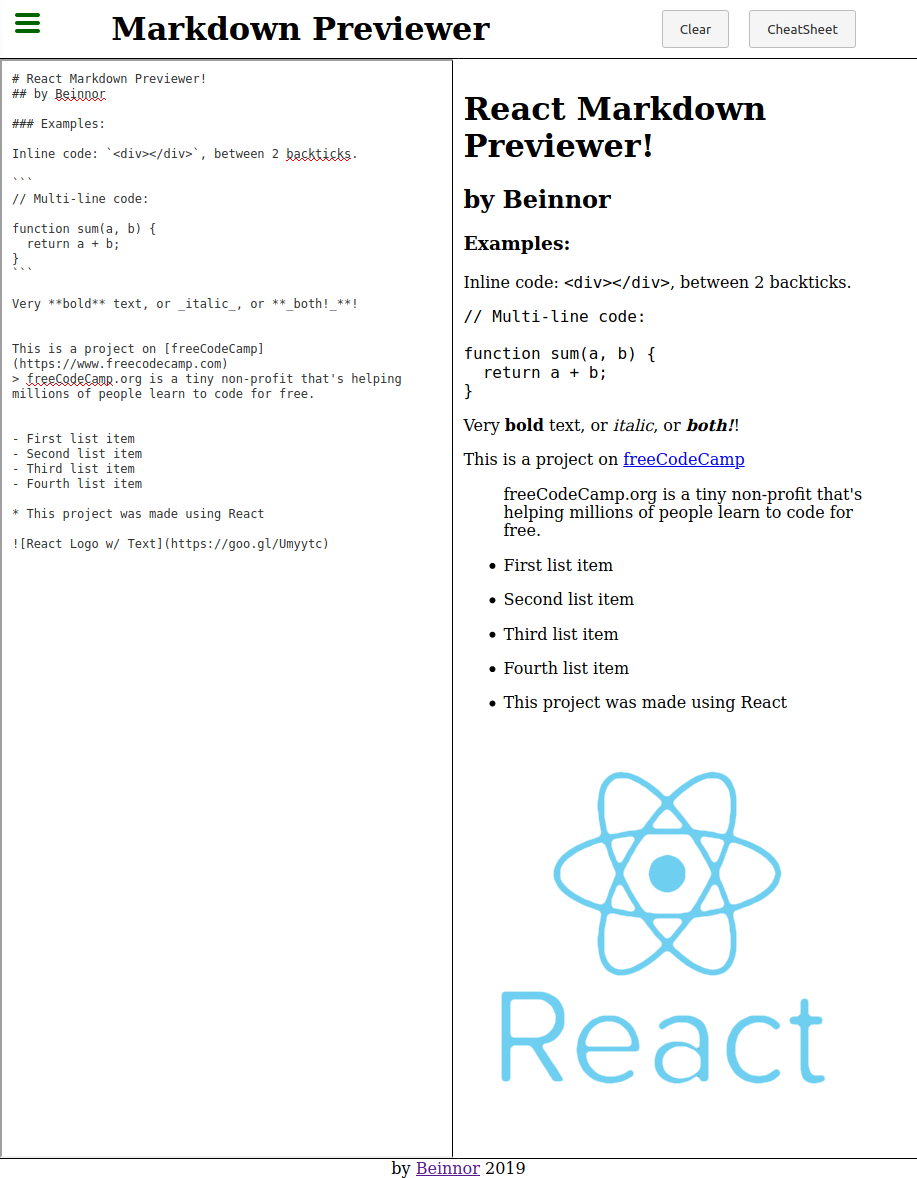 Markdown Previewer
Clear
CheatSheet
# React Markdown Previewer!
## by Beinnor
### Examples:
Inline code: `<div></div>`, between 2 backticks.
```
// Multi-line code:
function sum(a, b) {
  return a + b;
}
```
Very **bold** text, or _italic_, or **_both!_**!
This is a project on [freeCodeCamp]
(https://www.freecodecamp.com)
> freeCodeCamp.org is a tiny non-profit that's helping
millions of people learn to code for free.
- First list item
- Second list item
- Third list item
- Fourth list item
* This project was made using React
![React Logo w/ Text](https://goo.gl/Umyytc)
React Markdown
Previewer!
by Beinnor
Examples:
Inline code: <div></div>, between 2 backticks.
// Multi-line code:
function sum(a, b) {
  return a + b;
}
Very bold text, or italic, or both!!
This is a project on freeCodeCamp
freeCodeCamp.org is a tiny non-profit that's
helping millions of people learn to code for
free.
• First list item
• Second list item
• Third list item
• Fourth list item
• This project was made using React
React
by Beinnor 2019